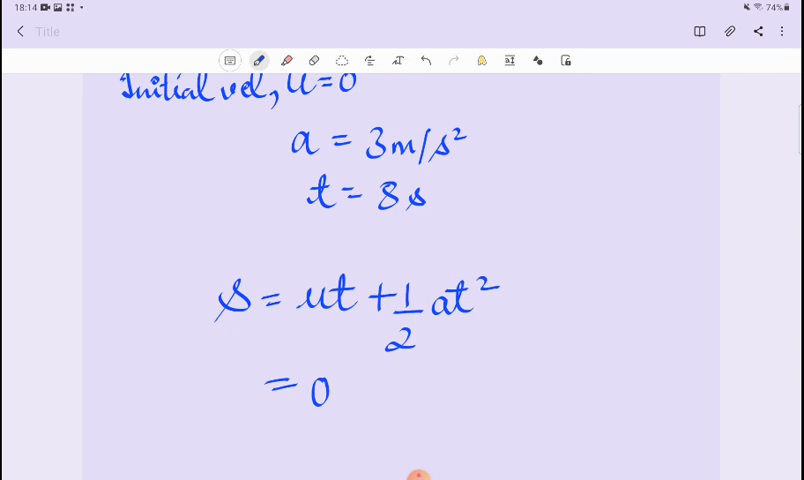 18:14 74%
Title
Initial vel, u=0
a = 3m/s²
t = 8s
s = ut + 1/2 at²
= 0